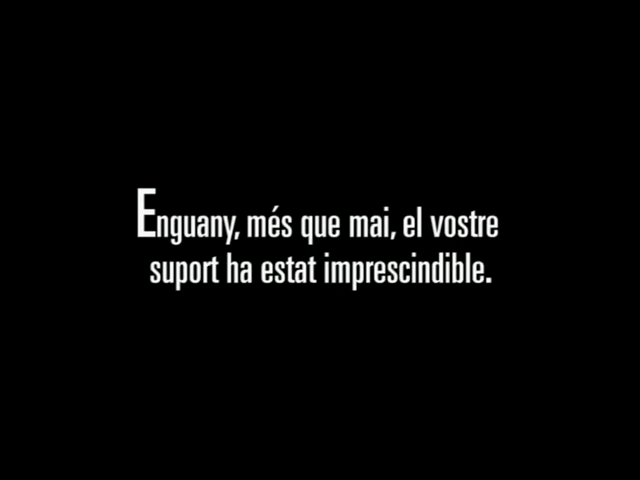 Enguany, més que mai, el vostre
suport ha estat imprescindible.